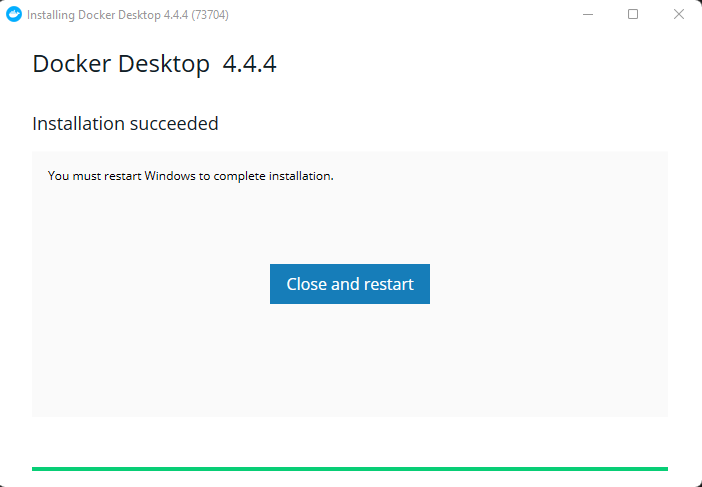 Installing Docker Desktop 4.4.4 (73704)
Docker Desktop 4.4.4
Installation succeeded
You must restart Windows to complete installation.
Close and restart